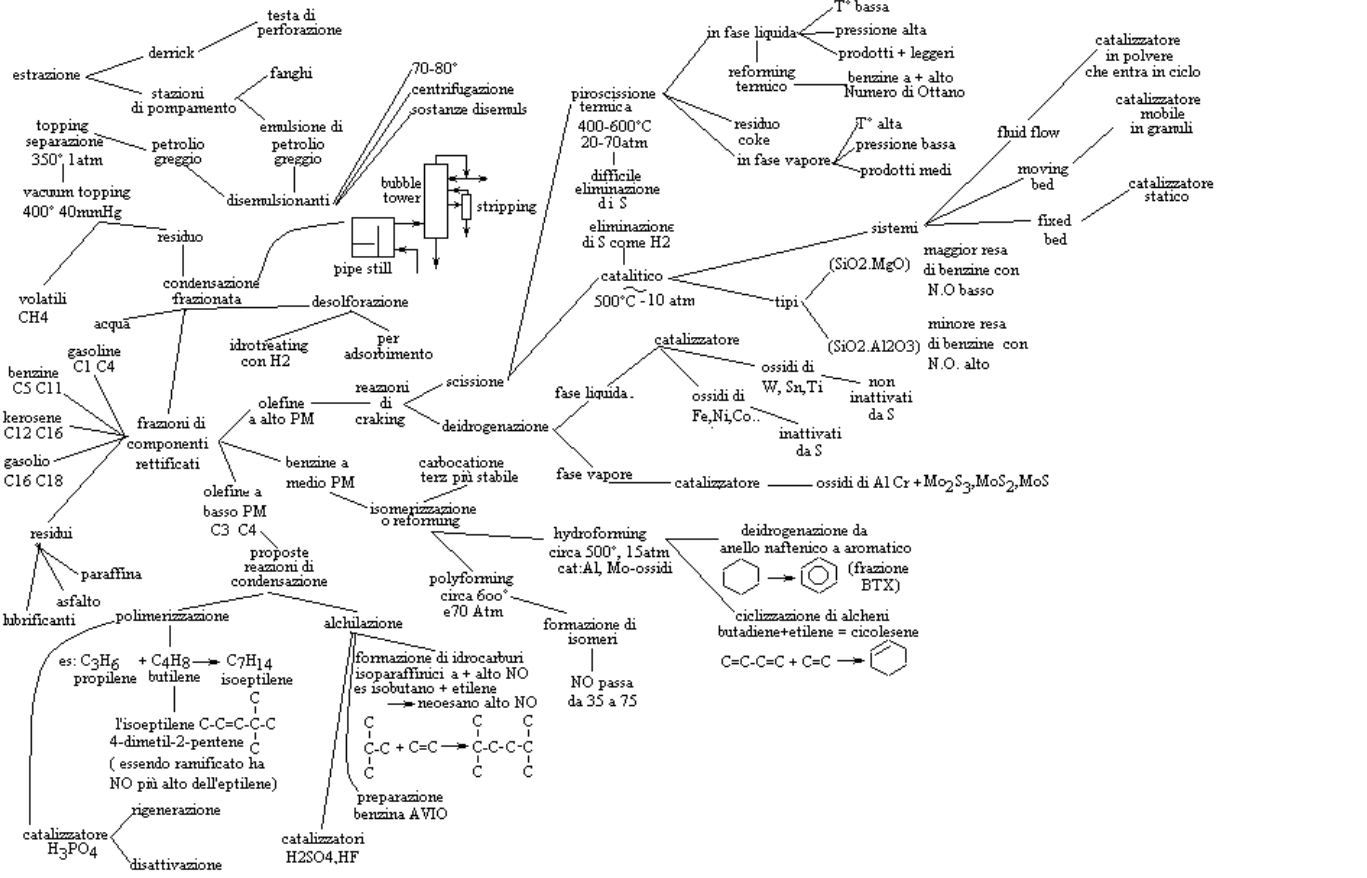 testa di
perforazione
derrick
estrazione
fanghi
stazioni
di pompamento
70-80°
centrifugazione
sostanze disemuls
topping
separazione
350° 1atm
petrolio
greggio
emulsione di
petrolio
greggio
vacuum topping
400° 40mmHg
disemulsionanti
bubble
tower
stripping
pipe still
residuo
condensazione
frazionata
volatili
CH4
acqua
desolforazione
idrotreating
con H2
per
adsorbimento
gasoline
C1 C4
benzine
C5 C11
kerosene
C12 C16
gasolio
C16 C18
frazioni di
componenti
rettificati
residui
paraffina
asfalto
lubrificanti
olefine
a alto PM
reazioni
di
craking
scissione
deidrogenazione
benzine a
medio PM
olefine a
basso PM
C3 C4
proposte
reazioni di
condensazione
piroscissione
termica
400-600°C
20-70atm
difficile
eliminazione
di S
in fase liquida
T° bassa
pressione alta
prodotti + leggeri
reforming
termico
benzine a + alto
Numero di Ottano
residuo
coke
in fase vapore
T° alta
pressione bassa
prodotti medi
eliminazione
di S come H2
catalitico
500°C -10 atm
sistemi
fluid flow
catalizzatore
in polvere
che entra in ciclo
moving
bed
catalizzatore
mobile
in granuli
fixed
bed
catalizzatore
statico
tipi
(SiO2.MgO)
maggior resa
di benzine con
N.O basso
(SiO2.Al2O3)
minore resa
di benzine con
N.O. alto
fase liquida.
catalizzatore
ossidi di
W, Sn,Ti
non
inattivati
da S
ossidi di
Fe,Ni,Co..
inattivati
da S
fase vapore
catalizzatore
ossidi di Al Cr + Mo2S3,MoS2,MoS
carbocatione
terz più stabile
isomerizzazione
o reforming
hydroforming
circa 500°, 15atm
cat:Al, Mo-ossidi
deidrogenazione da
anello naftenico a aromatico
(frazione
BTX)
ciclizzazione di alcheni
butadiene+etilene = cicolesene
C=C-C=C + C=C
polyforming
circa 6oo°
e70 Atm
formazione di
isomeri
NO passa
da 35 a 75
polimerizzazione
es: C3H6 + C4H8 C7H14
propilene butilene isoeptilene
C
l'isoeptilene C-C=C-C-C
4-dimetil-2-pentene C
( essendo ramificato ha
NO più alto dell'eptilene)
catalizzatore
H3PO4
rigenerazione
disattivazione
alchilazione
formazione di idrocarburi
isoparaffinici a + alto NO
es isobutano + etilene
neoesano alto NO
C C C
C-C + C=C C-C-C-C
C C C
preparazione
benzina AVIO
catalizzatori
H2SO4,HF